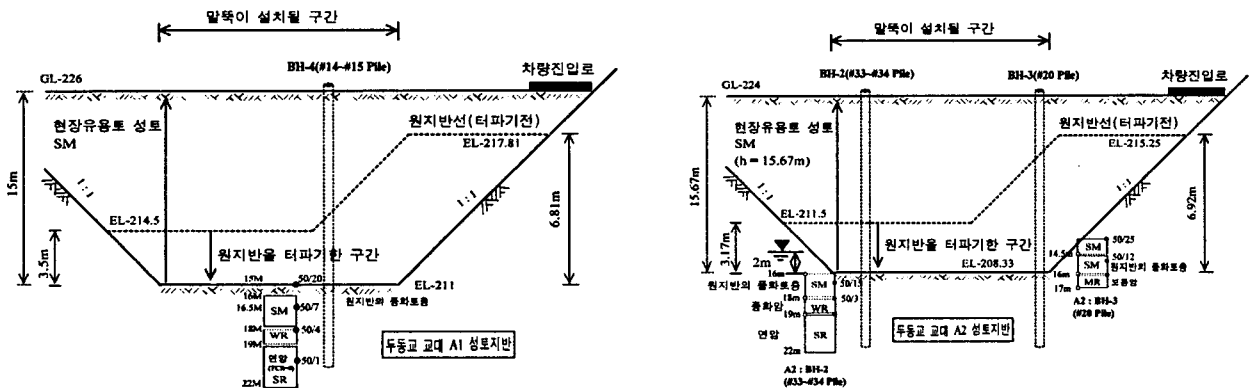 말뚝이 설치될 구간
BH-4(#14~#15 Pile)
GL-226
차량진입로
현장유용토 성토
SM
원지반선(터파기전)
EL-217.81
15m
1:1
1:1
6.81m
EL-214.5
3.5m
원지반을 터파기한 구간
15M
50/20
EL-211
원지반의 풍화토층
16M
16.5M
SM
50/7
18M
WR
50/4
19M
연암
SR
50/1
22M
두동교 교대 A1 성토지반
말뚝이 설치될 구간
BH-2(#33~#34 Pile)
BH-3(#20 Pile)
GL-224
차량진입로
현장유용토 성토
SM
(h = 15.67m)
원지반선(터파기전)
EL-215.25
15.67m
1:1
1:1
6.92m
EL-211.5
3.17m
2m
원지반을 터파기한 구간
EL-208.33
16m
원지반의 풍화토층
SM
50/15
18m
풍화암
WR
50/3
19m
연암
SR
22m
A2 : BH-2
(#33~#34 Pile)
두동교 교대 A2 성토지반
SM
50/25
14.5m
SM
50/12
원지반의 풍화토층
16m
MR
보통암
17m
A2 : BH-3
(#20 Pile)